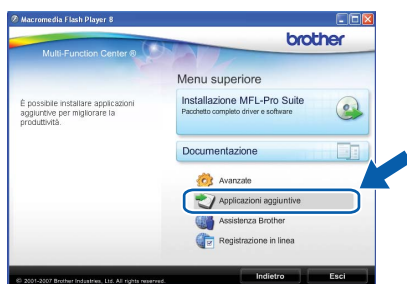 Macromedia Flash Player 8
brother
Multi-Function Center ®
Menu superiore
È possibile installare applicazioni
aggiuntive per migliorare la
produttività.
Installazione MFL-Pro Suite
Pacchetto completo driver e software
Documentazione
Avanzate
Applicazioni aggiuntive
Assistenza Brother
Registrazione in linea
© 2001-2007 Brother Industries, Ltd. All rights reserved.
Indietro
Esci